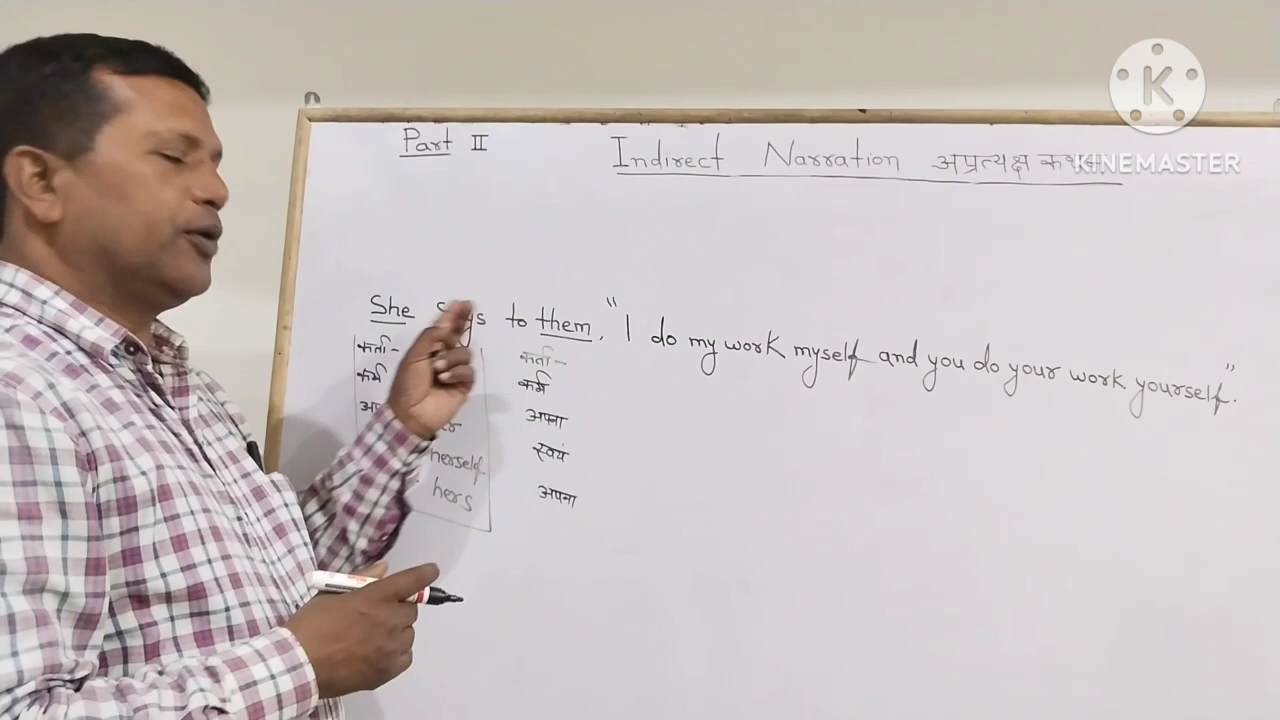 Part II
Indirect Narration अप्रत्यक्ष
KINEMASTER
She says to them, "I do my work myself and you do your work yourself."
कर्ता-
कर्म
herself
hers
कर्ता-
कर्म
अपना
स्वयं
अपना